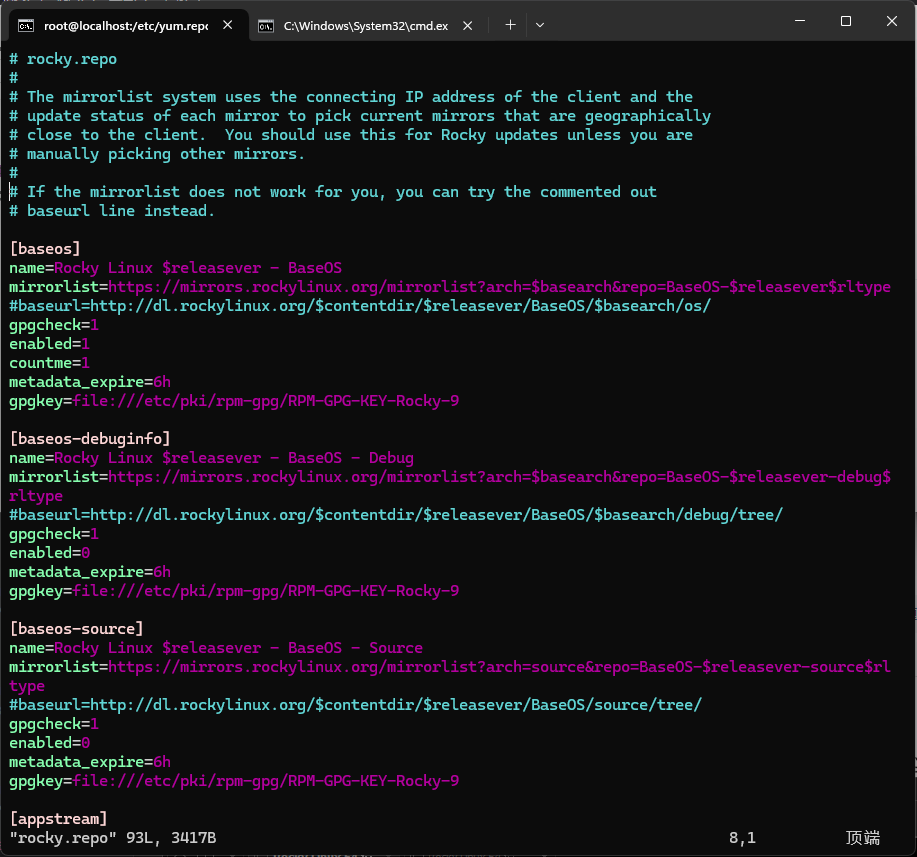 root@localhost:/etc/yum.repo
C:\Windows\System32\cmd.ex
# rocky.repo
#
# The mirrorlist system uses the connecting IP address of the client and the
# update status of each mirror to pick current mirrors that are geographically
# close to the client.  You should use this for Rocky updates unless you are
# manually picking other mirrors.
#
# If the mirrorlist does not work for you, you can try the commented out
# baseurl line instead.
[baseos]
name=Rocky Linux $releasever - BaseOS
mirrorlist=https://mirrors.rockylinux.org/mirrorlist?arch=$basearch&repo=BaseOS-$releasever$rltype
#baseurl=http://dl.rockylinux.org/$contentdir/$releasever/BaseOS/$basearch/os/
gpgcheck=1
enabled=1
countme=1
metadata_expire=6h
gpgkey=file:///etc/pki/rpm-gpg/RPM-GPG-KEY-Rocky-9
[baseos-debuginfo]
name=Rocky Linux $releasever - BaseOS - Debug
mirrorlist=https://mirrors.rockylinux.org/mirrorlist?arch=$basearch&repo=BaseOS-$releasever-debug$
rltype
#baseurl=http://dl.rockylinux.org/$contentdir/$releasever/BaseOS/$basearch/debug/tree/
gpgcheck=1
enabled=0
metadata_expire=6h
gpgkey=file:///etc/pki/rpm-gpg/RPM-GPG-KEY-Rocky-9
[baseos-source]
name=Rocky Linux $releasever - BaseOS - Source
mirrorlist=https://mirrors.rockylinux.org/mirrorlist?arch=source&repo=BaseOS-$releasever-source$rl
type
#baseurl=http://dl.rockylinux.org/$contentdir/$releasever/BaseOS/source/tree/
gpgcheck=1
enabled=0
metadata_expire=6h
gpgkey=file:///etc/pki/rpm-gpg/RPM-GPG-KEY-Rocky-9
[appstream]
"rocky.repo" 93L, 3417B 8,1 顶端